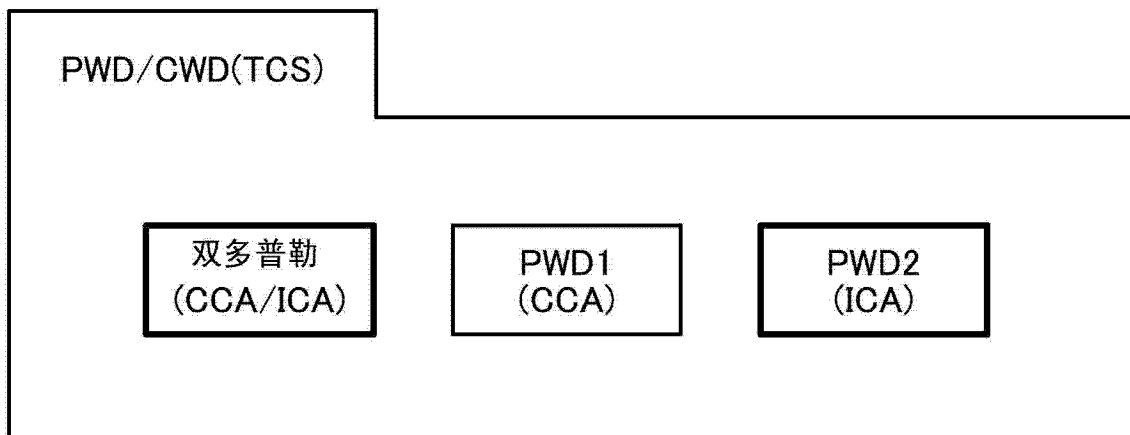 PWD/CWD(TCS)
双多普勒
(CCA/ICA)
PWD1
(CCA)
PWD2
(ICA)